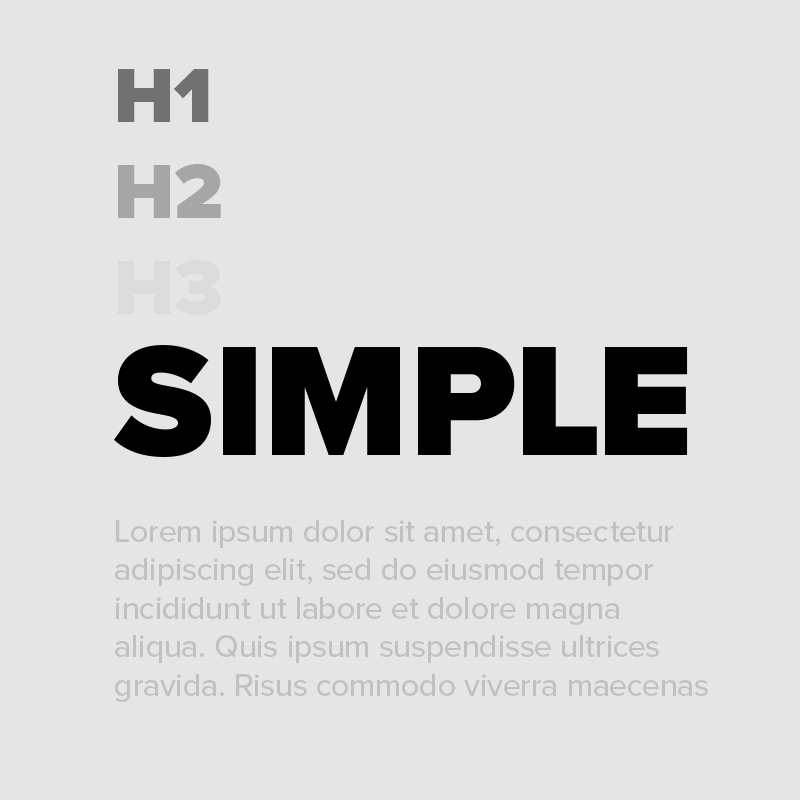 H1
H2
H3
SIMPLE
Lorem ipsum dolor sit amet, consectetur
adipiscing elit, sed do eiusmod tempor
incididunt ut labore et dolore magna
aliqua. Quis ipsum suspendisse ultrices
gravida. Risus commodo viverra maecenas